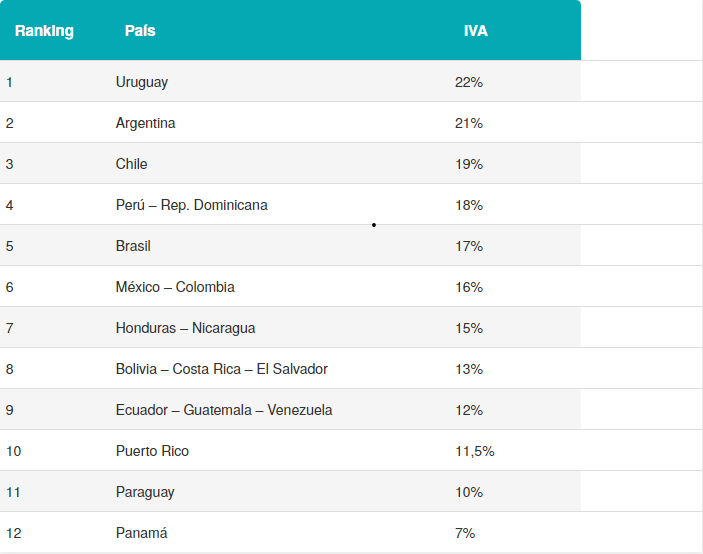 Ranking País IVA
1 Uruguay 22%
2 Argentina 21%
3 Chile 19%
4 Perú – Rep. Dominicana 18%
5 Brasil 17%
6 México – Colombia 16%
7 Honduras – Nicaragua 15%
8 Bolivia – Costa Rica – El Salvador 13%
9 Ecuador – Guatemala – Venezuela 12%
10 Puerto Rico 11,5%
11 Paraguay 10%
12 Panamá 7%